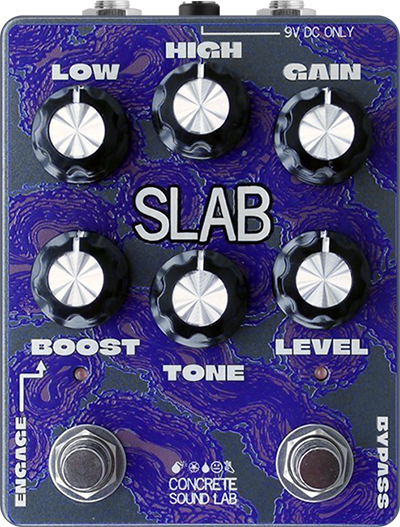 9V DC ONLY
HIGH
LOW
GAIN
SLAB
BOOST
LEVEL
TONE
ENGAGE
BYPASS
CONCRETE
SOUND LAB